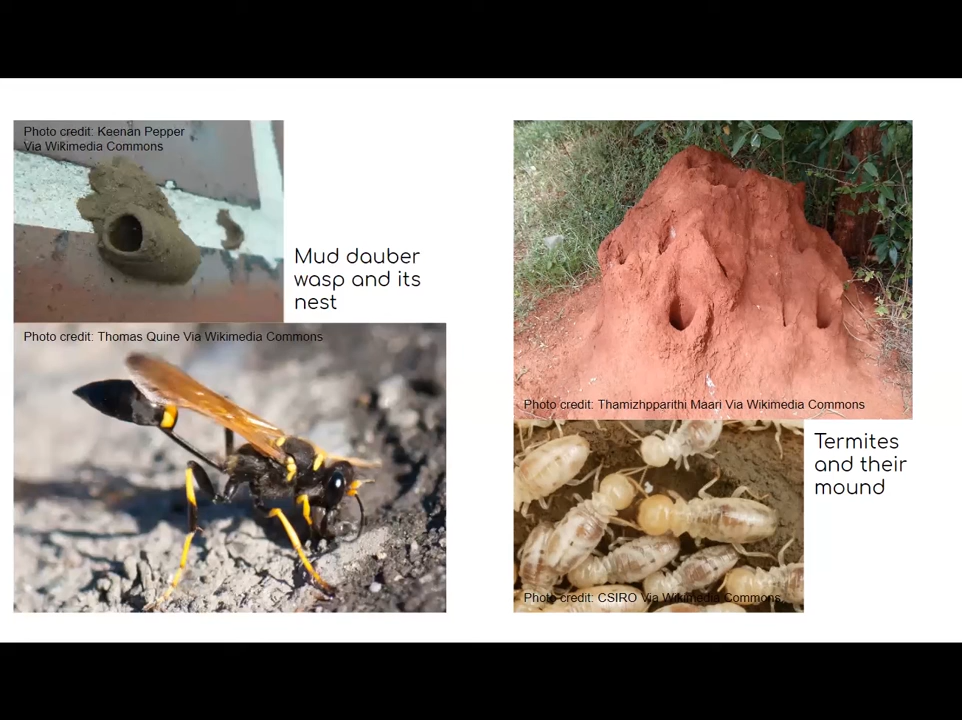 Photo credit: Keenan Pepper
Via Wikimedia Commons
Mud dauber
wasp and its
nest
Photo credit: Thomas Quine Via Wikimedia Commons
Photo credit: Thamizhpparithi Maari Via Wikimedia Commons
Termites
and their
mound
Photo credit: CSIRO Via Wikimedia Commons